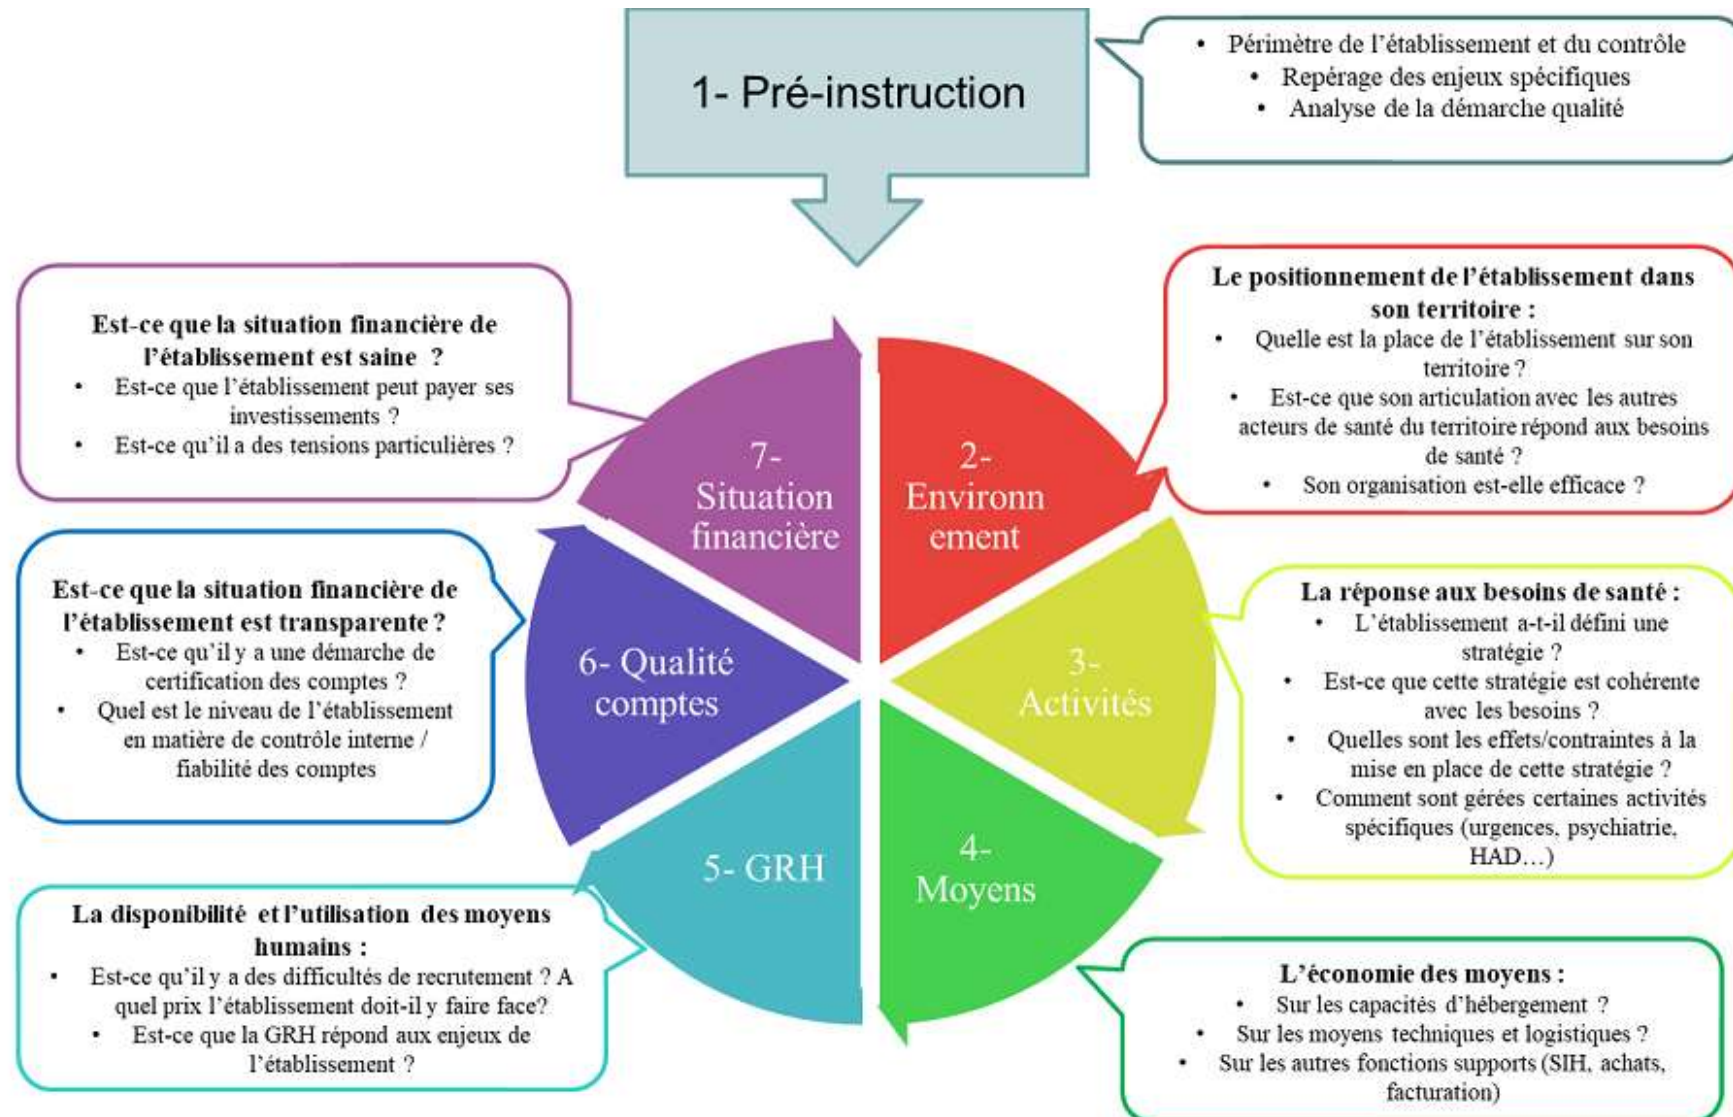 1- Pré-instruction
• Périmètre de l'établissement et du contrôle
• Repérage des enjeux spécifiques
• Analyse de la démarche qualité
Le positionnement de l'établissement dans
son territoire :
• Quelle est la place de l'établissement sur son
territoire ?
• Est-ce que son articulation avec les autres
acteurs de santé du territoire répond aux besoins
de santé ?
• Son organisation est-elle efficace ?
2-
Environn
ement
La réponse aux besoins de santé :
• L'établissement a-t-il défini une
stratégie ?
• Est-ce que cette stratégie est cohérente
avec les besoins ?
• Quelles sont les effets/contraintes à la
mise en place de cette stratégie ?
• Comment sont gérées certaines activités
spécifiques (urgences, psychiatrie,
HAD…)
3-
Activités
L'économie des moyens :
• Sur les capacités d'hébergement ?
• Sur les moyens techniques et logistiques ?
• Sur les autres fonctions supports (SIH, achats,
facturation)
4-
Moyens
La disponibilité et l'utilisation des moyens
humains :
• Est-ce qu'il y a des difficultés de recrutement ? A
quel prix l'établissement doit-il y faire face?
• Est-ce que la GRH répond aux enjeux de
l'établissement ?
5- GRH
Est-ce que la situation financière de
l'établissement est transparente ?
• Est-ce qu'il y a une démarche de
certification des comptes ?
• Quel est le niveau de l'établissement
en matière de contrôle interne /
fiabilité des comptes
6- Qualité
comptes
Est-ce que la situation financière de
l'établissement est saine ?
• Est-ce que l'établissement peut payer ses
investissements ?
• Est-ce qu'il a des tensions particulières ?
7-
Situation
financière